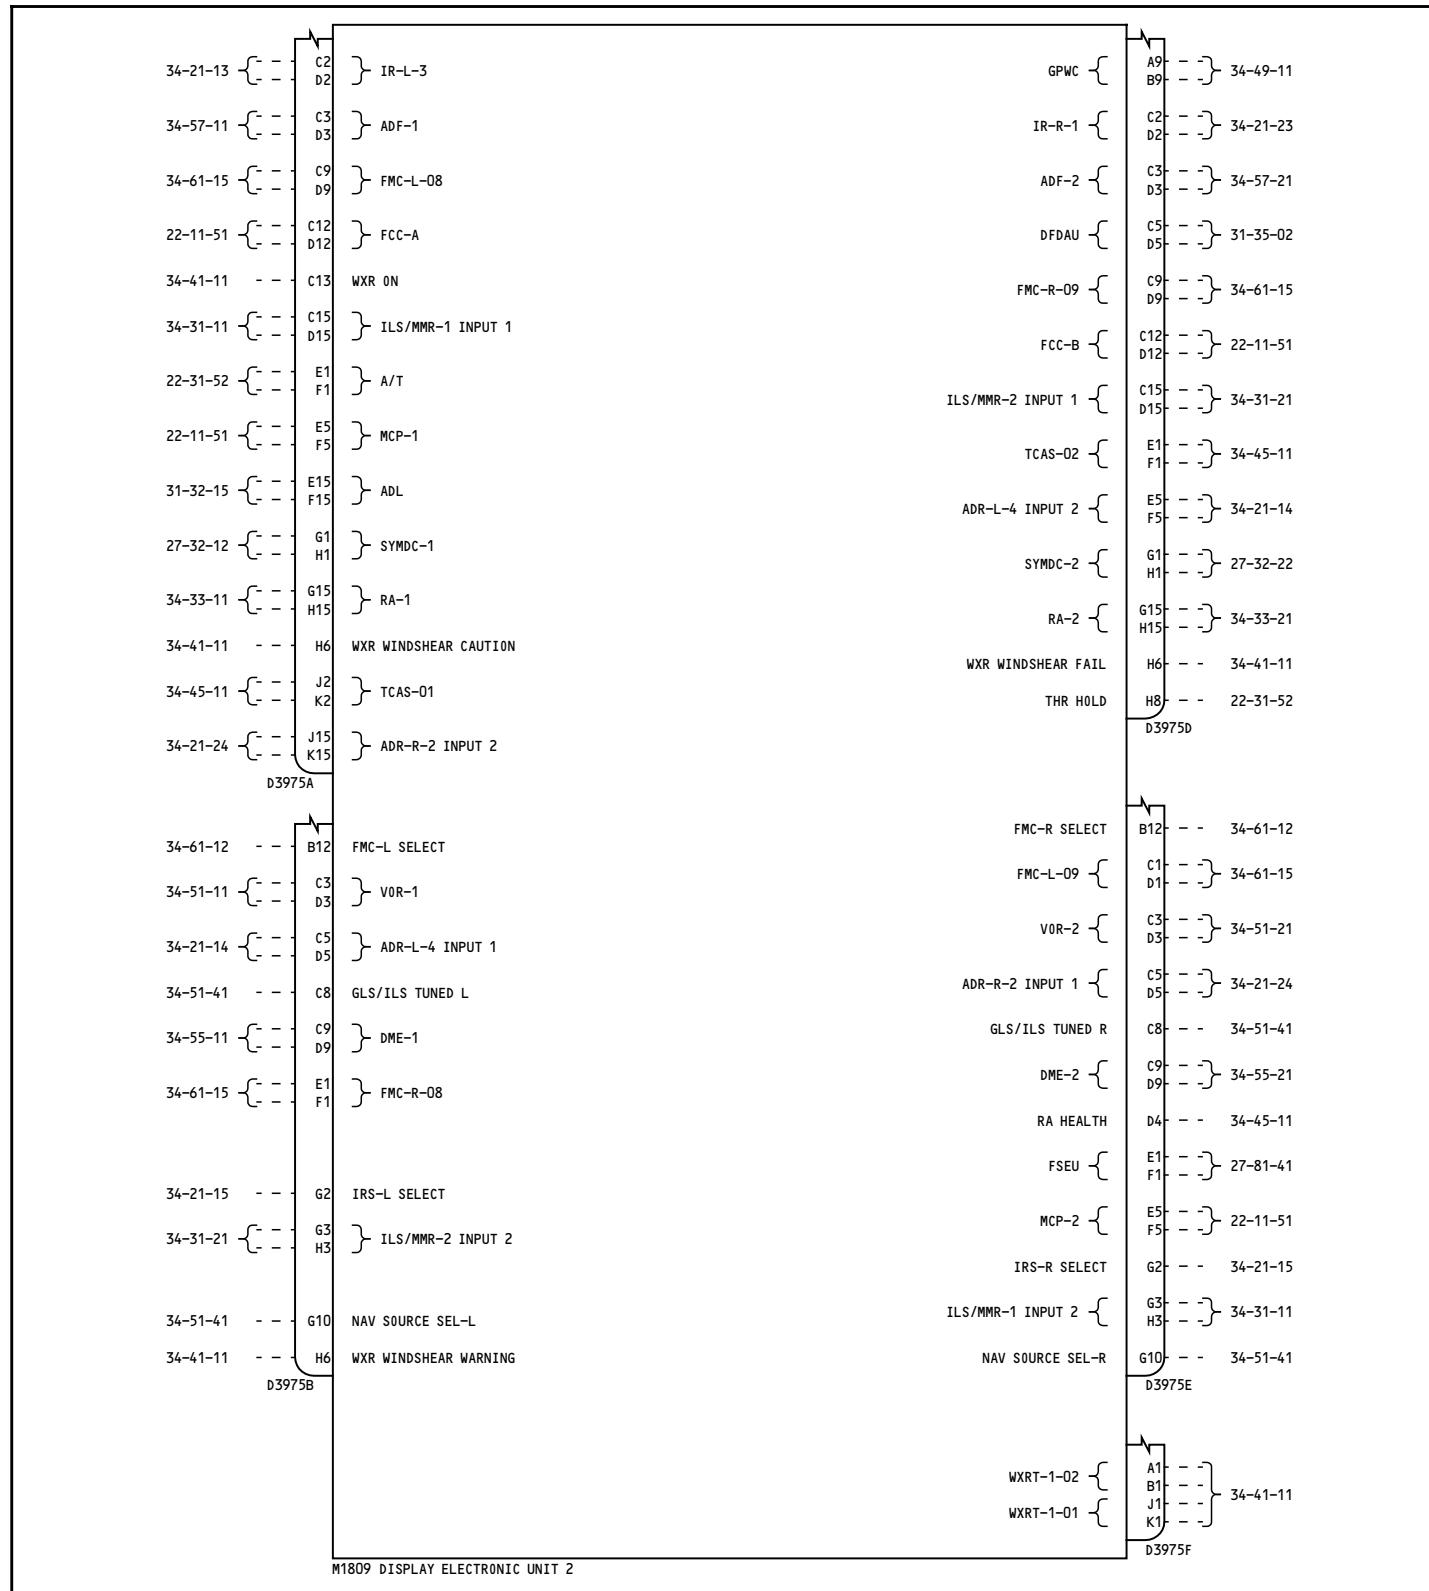 34-21-13 C2 D2 IR-L-3
34-57-11 C3 D3 ADF-1
34-61-15 C9 D9 FMC-L-08
22-11-51 C12 D12 FCC-A
34-41-11 C13 WXR ON
34-31-11 C15 D15 ILS/MMR-1 INPUT 1
22-31-52 E1 F1 A/T
22-11-51 E5 F5 MCP-1
31-32-15 E15 F15 ADL
27-32-12 G1 H1 SYMDC-1
34-33-11 G15 H15 RA-1
34-41-11 H6 WXR WINDSHEAR CAUTION
34-45-11 J2 K2 TCAS-01
34-21-24 J15 K15 ADR-R-2 INPUT 2
D3975A
34-61-12 B12 FMC-L SELECT
34-51-11 C3 D3 VOR-1
34-21-14 C5 D5 ADR-L-4 INPUT 1
34-51-41 C8 GLS/ILS TUNED L
34-55-11 C9 D9 DME-1
34-61-15 E1 F1 FMC-R-08
34-21-15 G2 IRS-L SELECT
34-31-21 G3 H3 ILS/MMR-2 INPUT 2
34-51-41 G10 NAV SOURCE SEL-L
34-41-11 H6 WXR WINDSHEAR WARNING
D3975B
GPWC A9 B9 34-49-11
IR-R-1 C2 D2 34-21-23
ADF-2 C3 D3 34-57-21
DFDAU C5 D5 31-35-02
FMC-R-09 C9 D9 34-61-15
FCC-B C12 D12 22-11-51
ILS/MMR-2 INPUT 1 C15 D15 34-31-21
TCAS-02 E1 F1 34-45-11
ADR-L-4 INPUT 2 E5 F5 34-21-14
SYMDC-2 G1 H1 27-32-22
RA-2 G15 H15 34-33-21
WXR WINDSHEAR FAIL H6 34-41-11
THR HOLD H8 22-31-52
D3975D
FMC-R SELECT B12 34-61-12
FMC-L-09 C1 D1 34-61-15
VOR-2 C3 D3 34-51-21
ADR-R-2 INPUT 1 C5 D5 34-21-24
GLS/ILS TUNED R C8 34-51-41
DME-2 C9 D9 34-55-21
RA HEALTH D4 34-45-11
FSEU E1 F1 27-81-41
MCP-2 E5 F5 22-11-51
IRS-R SELECT G2 34-21-15
ILS/MMR-1 INPUT 2 G3 H3 34-31-11
NAV SOURCE SEL-R G10 34-51-41
D3975E
WXRT-1-02 A1 B1
WXRT-1-01 J1 K1 34-41-11
D3975F
M1809 DISPLAY ELECTRONIC UNIT 2